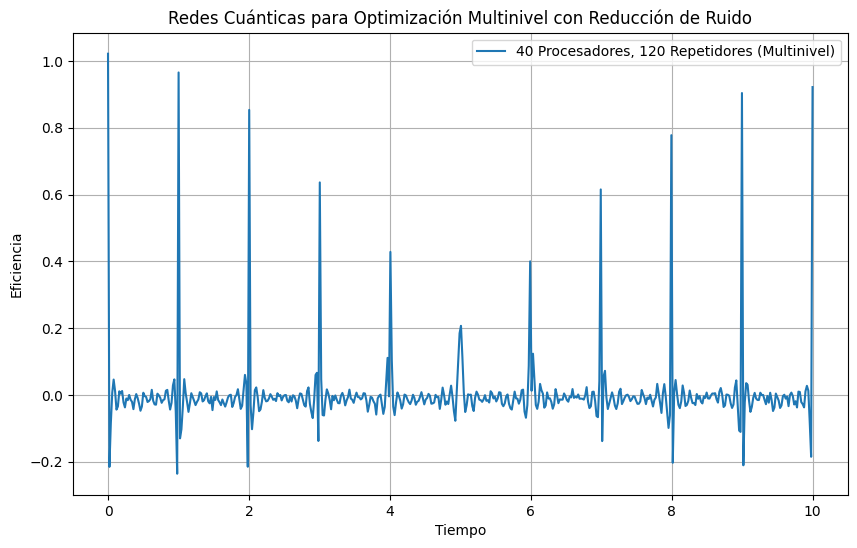 Redes Cuánticas para Optimización Multinivel con Reducción de Ruido
40 Procesadores, 120 Repetidores (Multinivel)
Eficiencia
1.0
0.8
0.6
0.4
0.2
0.0
−0.2
0 2 4 6 8 10
Tiempo